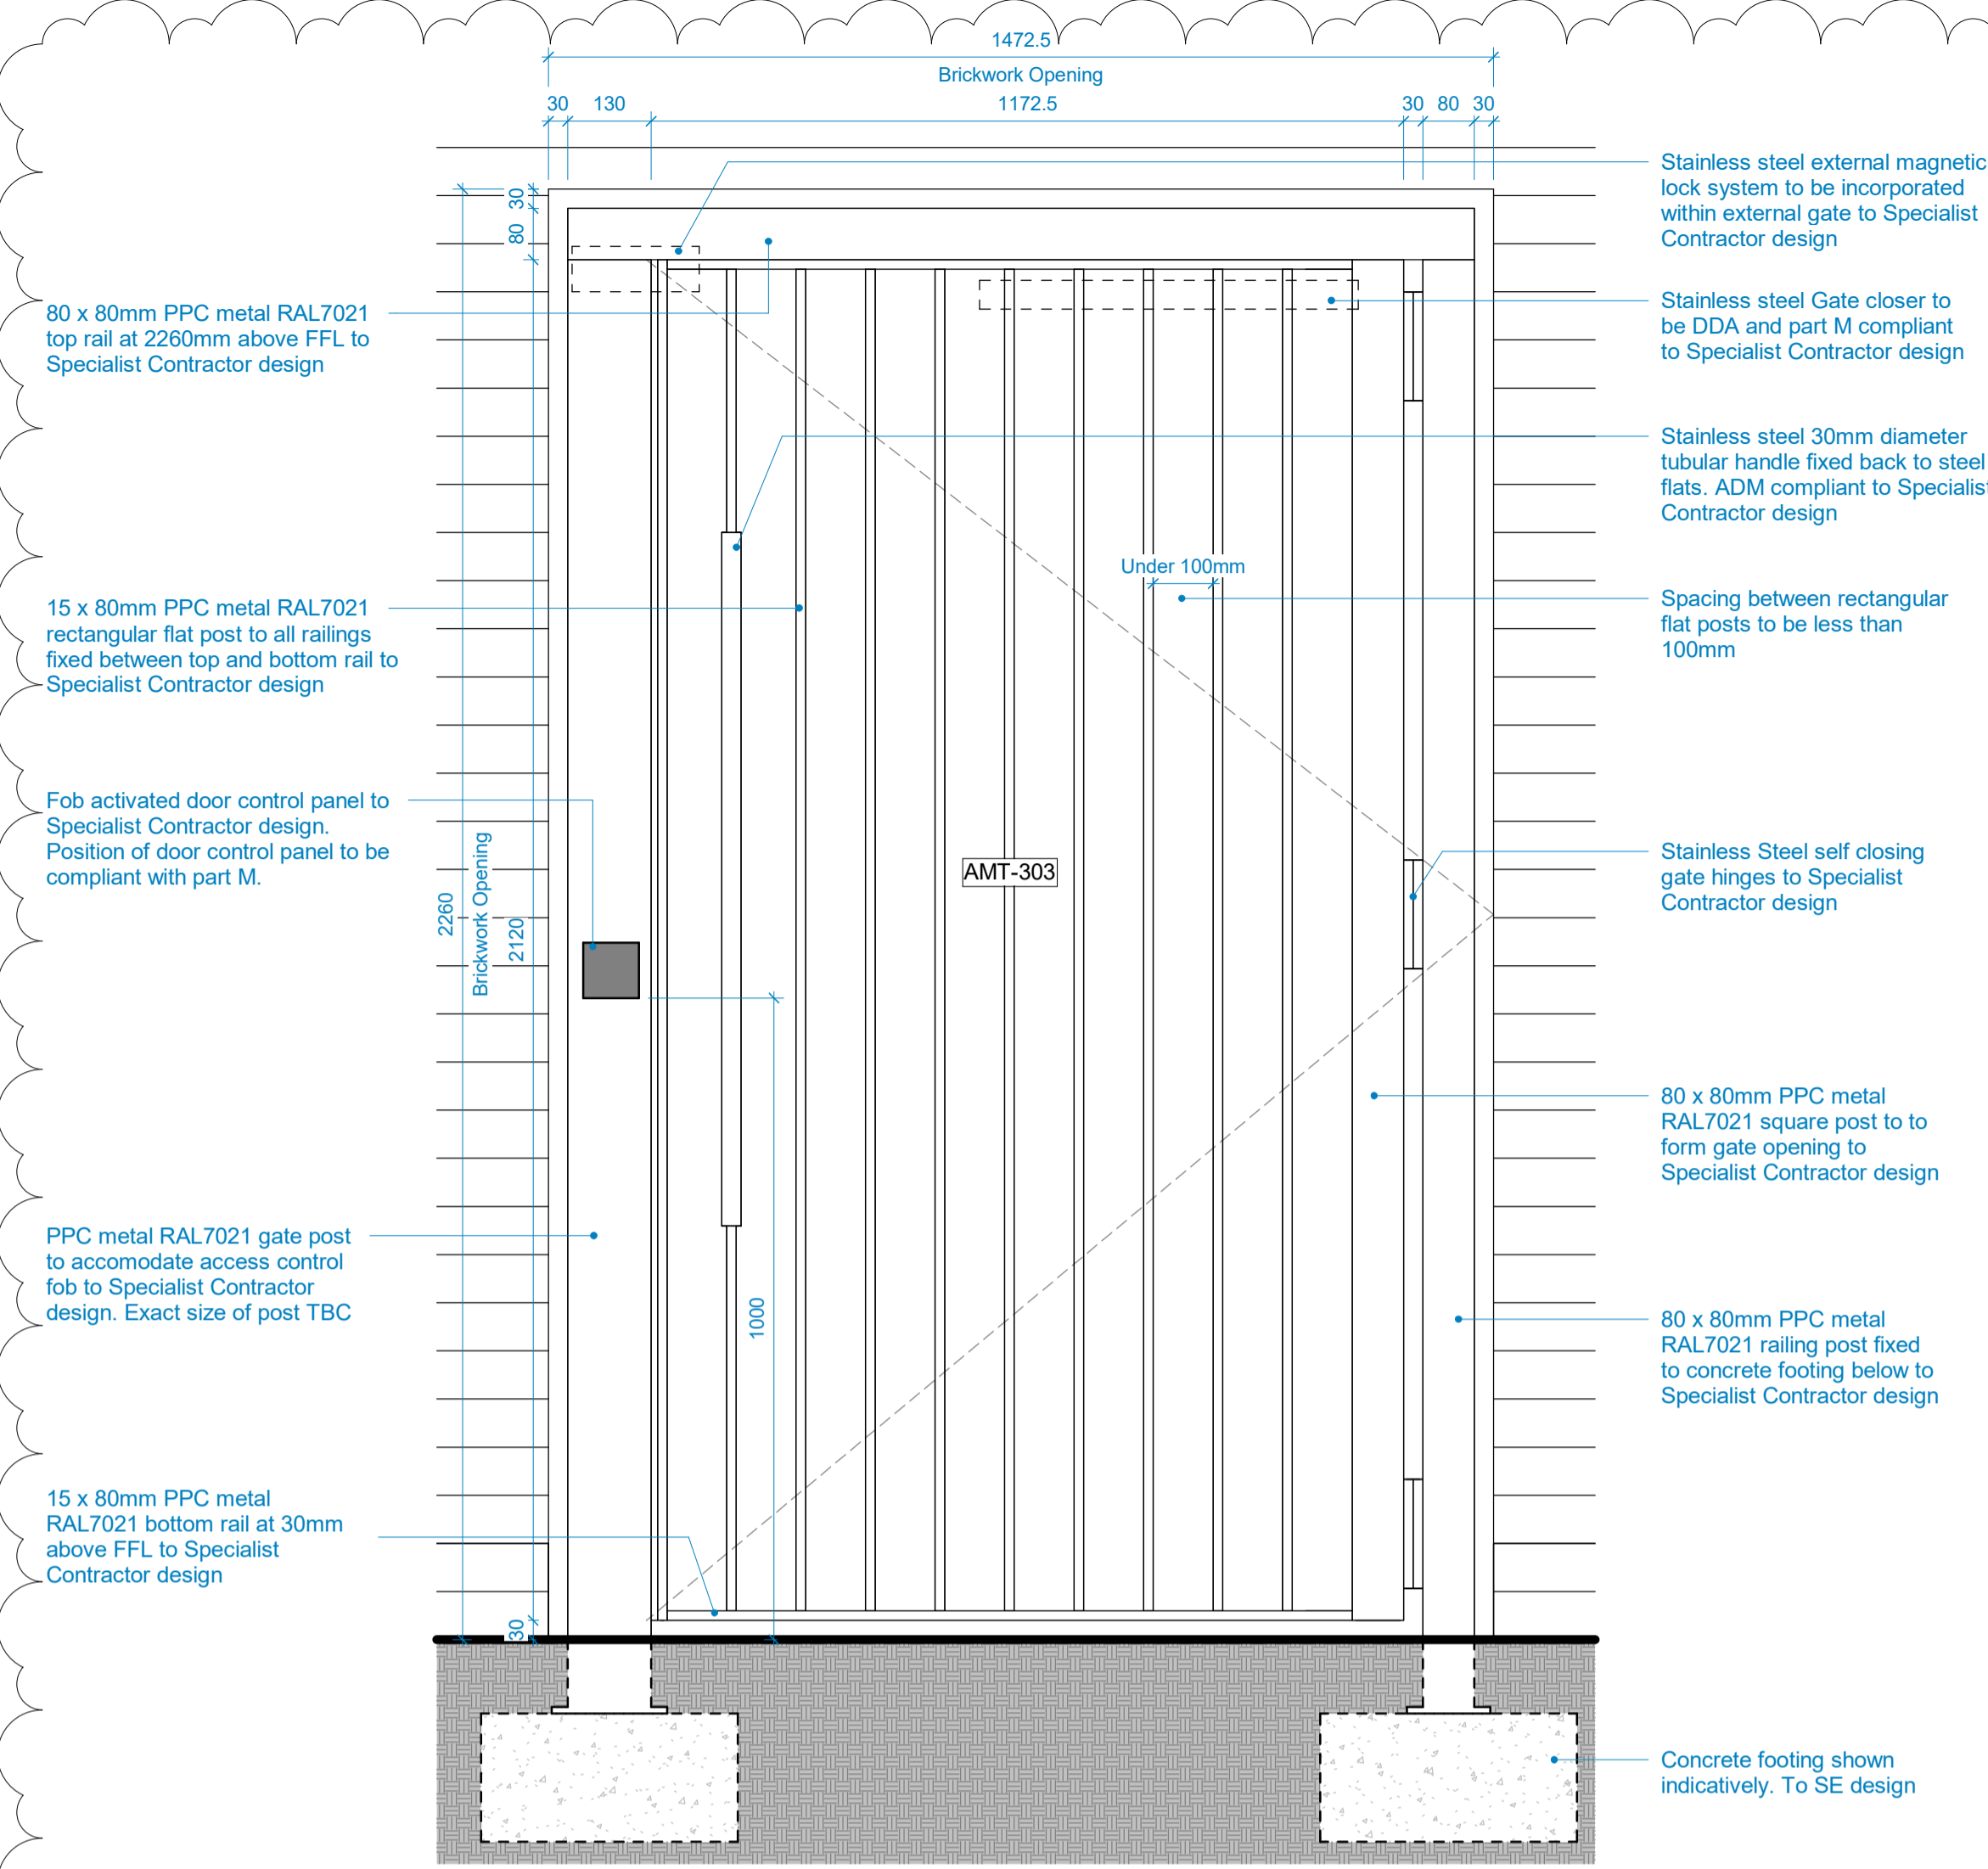 1472.5
Brickwork Opening
30 130 1172.5 30 80 30
30
80
2260
Brickwork Opening
2120
30
1000
Under 100mm
AMT-303
80 x 80mm PPC metal RAL7021
top rail at 2260mm above FFL to
Specialist Contractor design
15 x 80mm PPC metal RAL7021
rectangular flat post to all railings
fixed between top and bottom rail to
Specialist Contractor design
Fob activated door control panel to
Specialist Contractor design.
Position of door control panel to be
compliant with part M.
PPC metal RAL7021 gate post
to accomodate access control
fob to Specialist Contractor
design. Exact size of post TBC
15 x 80mm PPC metal
RAL7021 bottom rail at 30mm
above FFL to Specialist
Contractor design
Stainless steel external magnetic
lock system to be incorporated
within external gate to Specialist
Contractor design
Stainless steel Gate closer to
be DDA and part M compliant
to Specialist Contractor design
Stainless steel 30mm diameter
tubular handle fixed back to steel
flats. ADM compliant to Specialist
Contractor design
Spacing between rectangular
flat posts to be less than
100mm
Stainless Steel self closing
gate hinges to Specialist
Contractor design
80 x 80mm PPC metal
RAL7021 square post to to
form gate opening to
Specialist Contractor design
80 x 80mm PPC metal
RAL7021 railing post fixed
to concrete footing below to
Specialist Contractor design
Concrete footing shown
indicatively. To SE design